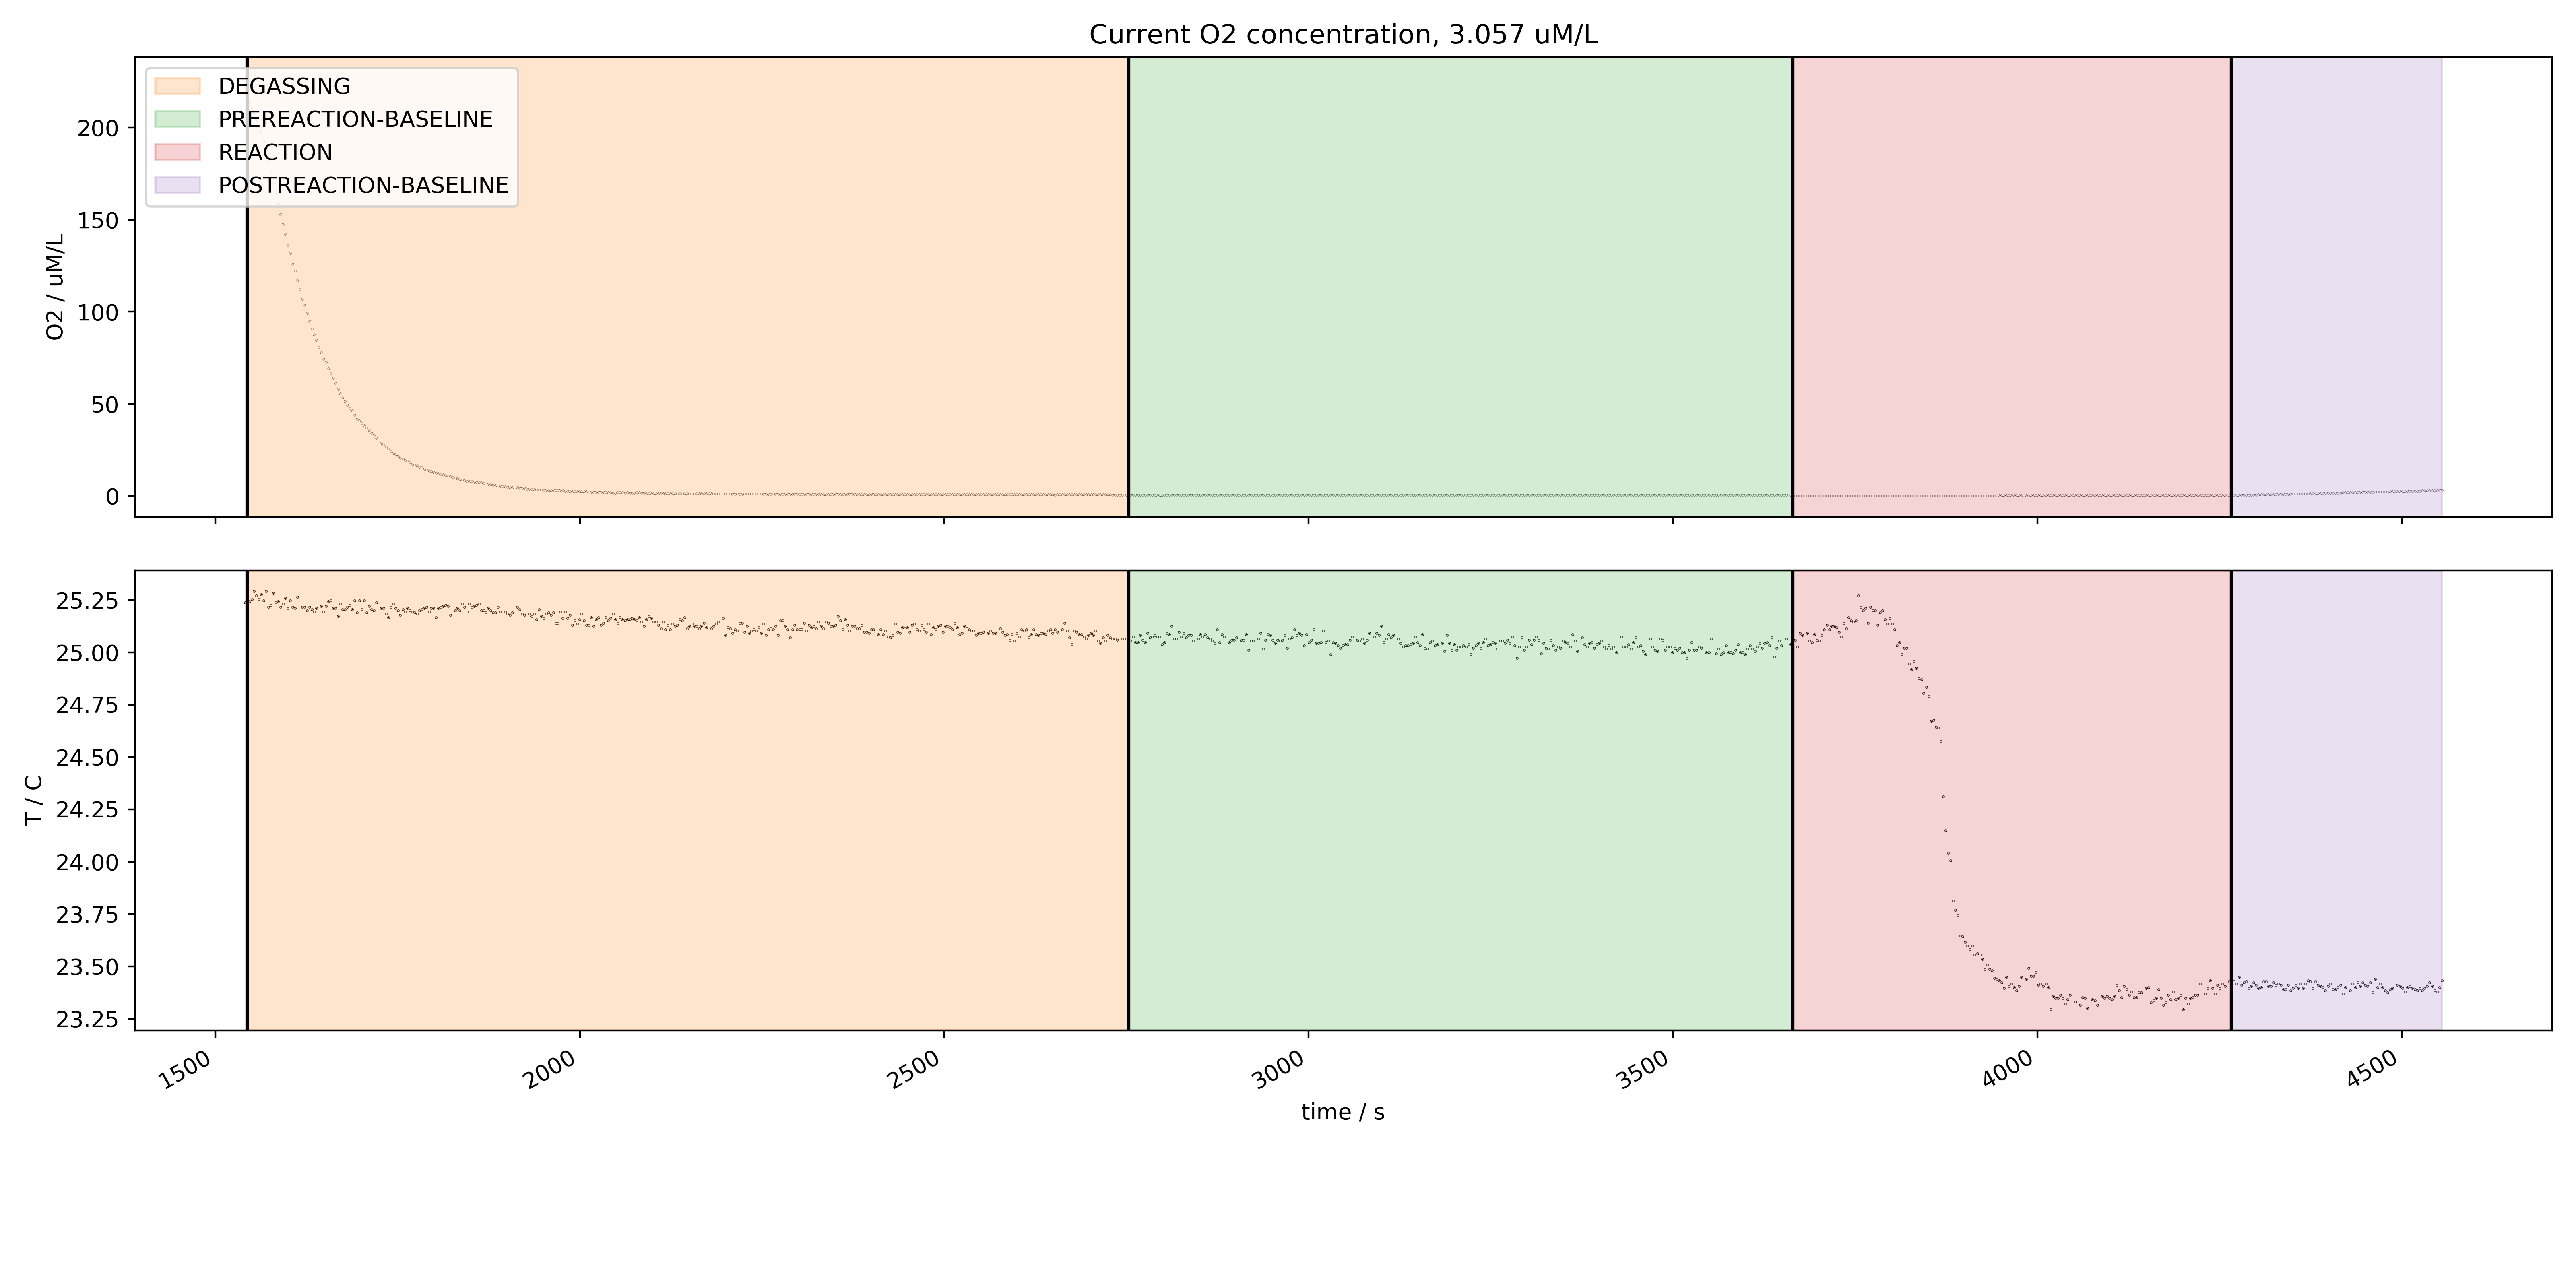 Current O2 concentration, 3.057 uM/L
DEGASSING
PREREACTION-BASELINE
REACTION
POSTREACTION-BASELINE
O2 / uM/L
200
150
100
50
0
T / C
25.25
25.00
24.75
24.50
24.25
24.00
23.75
23.50
23.25
1500 2000 2500 3000 3500 4000 4500
time / s